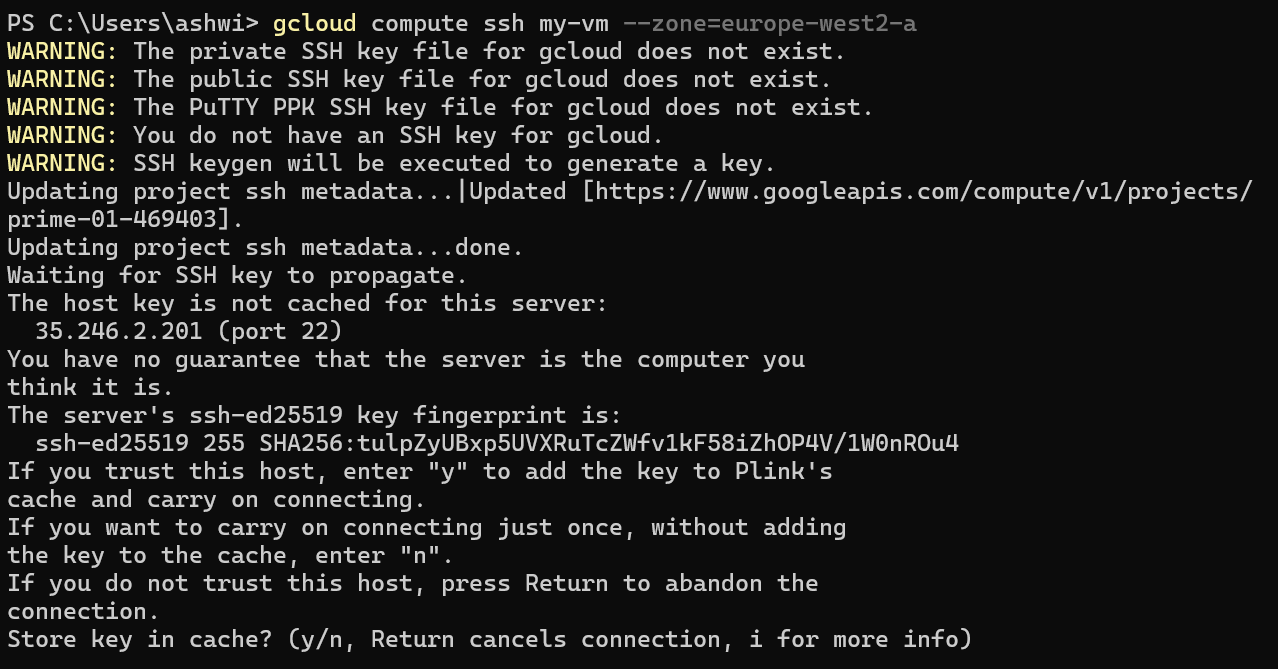 PS C:\Users\ashwi> gcloud compute ssh my-vm --zone=europe-west2-a
WARNING: The private SSH key file for gcloud does not exist.
WARNING: The public SSH key file for gcloud does not exist.
WARNING: The PuTTY PPK SSH key file for gcloud does not exist.
WARNING: You do not have an SSH key for gcloud.
WARNING: SSH keygen will be executed to generate a key.
Updating project ssh metadata...|Updated [https://www.googleapis.com/compute/v1/projects/
prime-01-469403].
Updating project ssh metadata...done.
Waiting for SSH key to propagate.
The host key is not cached for this server:
  35.246.2.201 (port 22)
You have no guarantee that the server is the computer you
think it is.
The server's ssh-ed25519 key fingerprint is:
  ssh-ed25519 255 SHA256:tulpZyUBxp5UVXRuTcZWfv1kF58iZhOP4V/1W0nROu4
If you trust this host, enter "y" to add the key to Plink's
cache and carry on connecting.
If you want to carry on connecting just once, without adding
the key to the cache, enter "n".
If you do not trust this host, press Return to abandon the
connection.
Store key in cache? (y/n, Return cancels connection, i for more info)